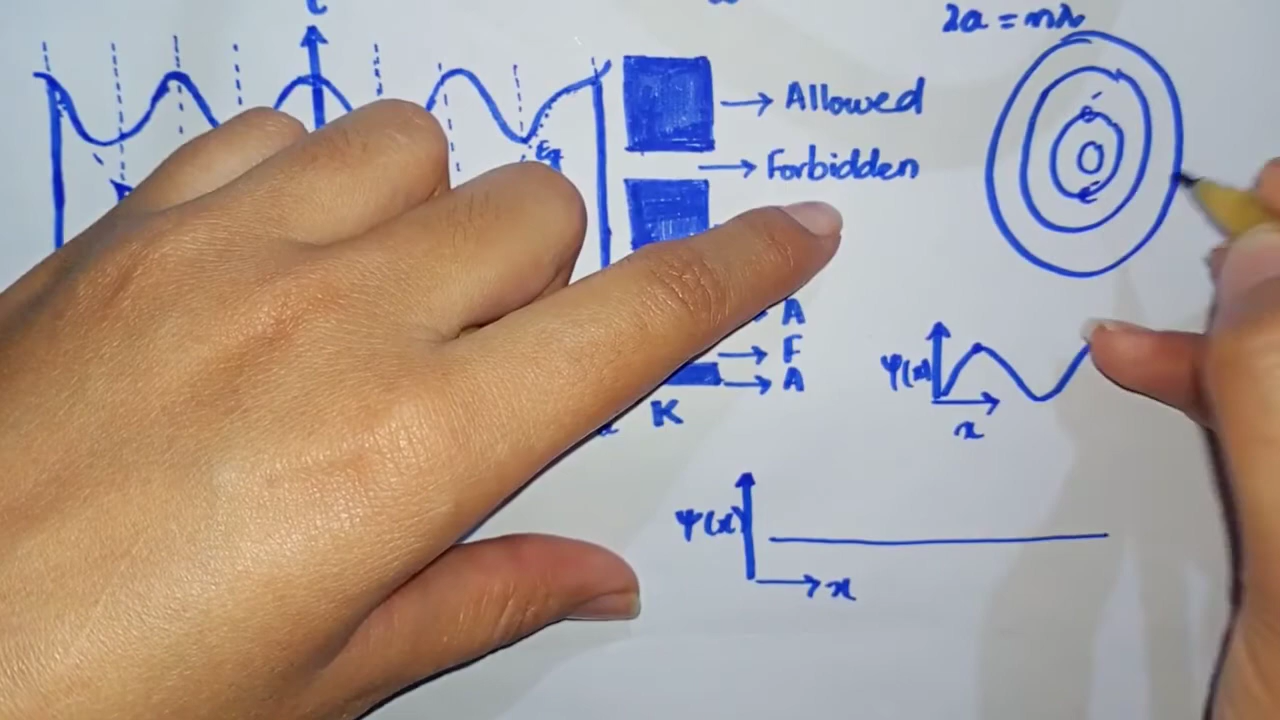 2a = nλ
Allowed
Forbidden
A
F
A
K
ψ(x)
x
ψ(x)
x